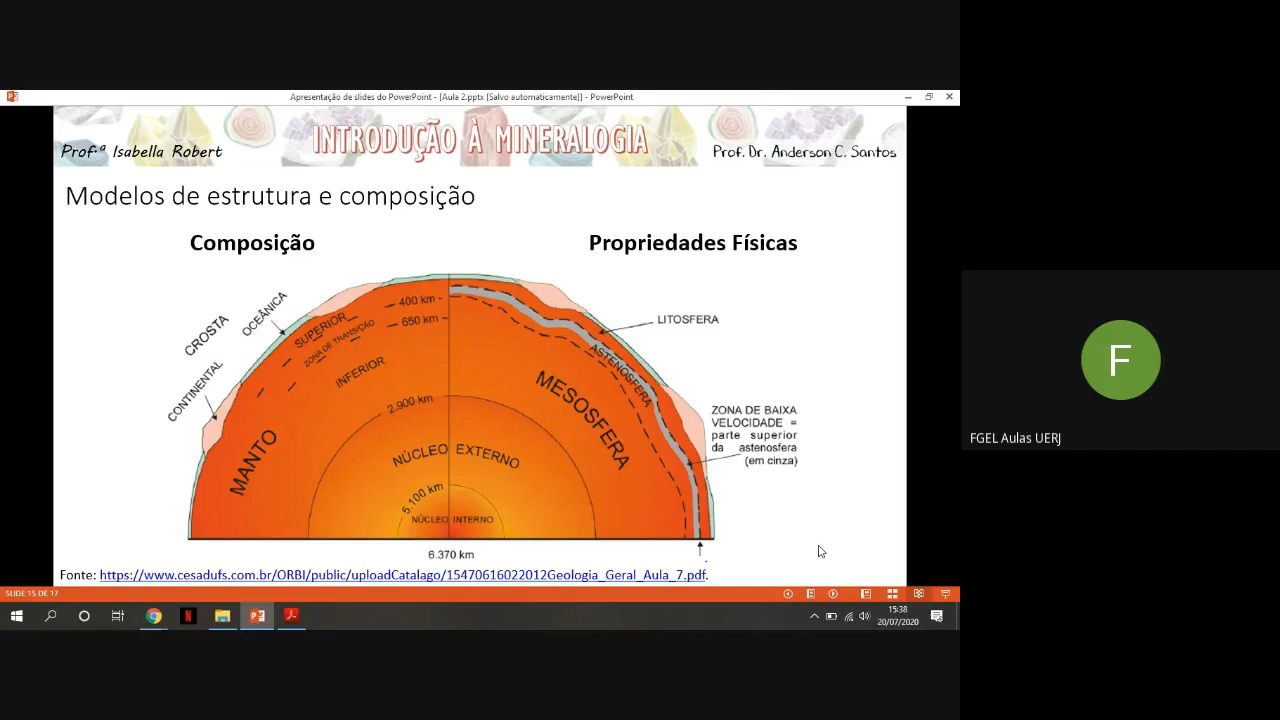 Apresentação de slides do PowerPoint - [Aula 2.pptx [Salvo automaticamente]] - PowerPoint
INTRODUÇÃO À MINERALOGIA
Prof.ª Isabella Robert
Prof. Dr. Anderson C. Santos
Modelos de estrutura e composição
Composição
Propriedades Físicas
CROSTA
OCEÂNICA
CONTINENTAL
SUPERIOR
ZONA DE TRANSIÇÃO
INFERIOR
MANTO
400 km
650 km
2.900 km
NÚCLEO EXTERNO
5.100 km
NÚCLEO INTERNO
6.370 km
LITOSFERA
ASTENOSFERA
MESOSFERA
ZONA DE BAIXA
VELOCIDADE =
parte superior
da astenosfera
(em cinza)
Fonte: https://www.cesadufs.com.br/ORBI/public/uploadCatalago/15470616022012Geologia_Geral_Aula_7.pdf.
SLIDE 15 DE 17
15:38
20/07/2020
F
FGEL Aulas UERJ